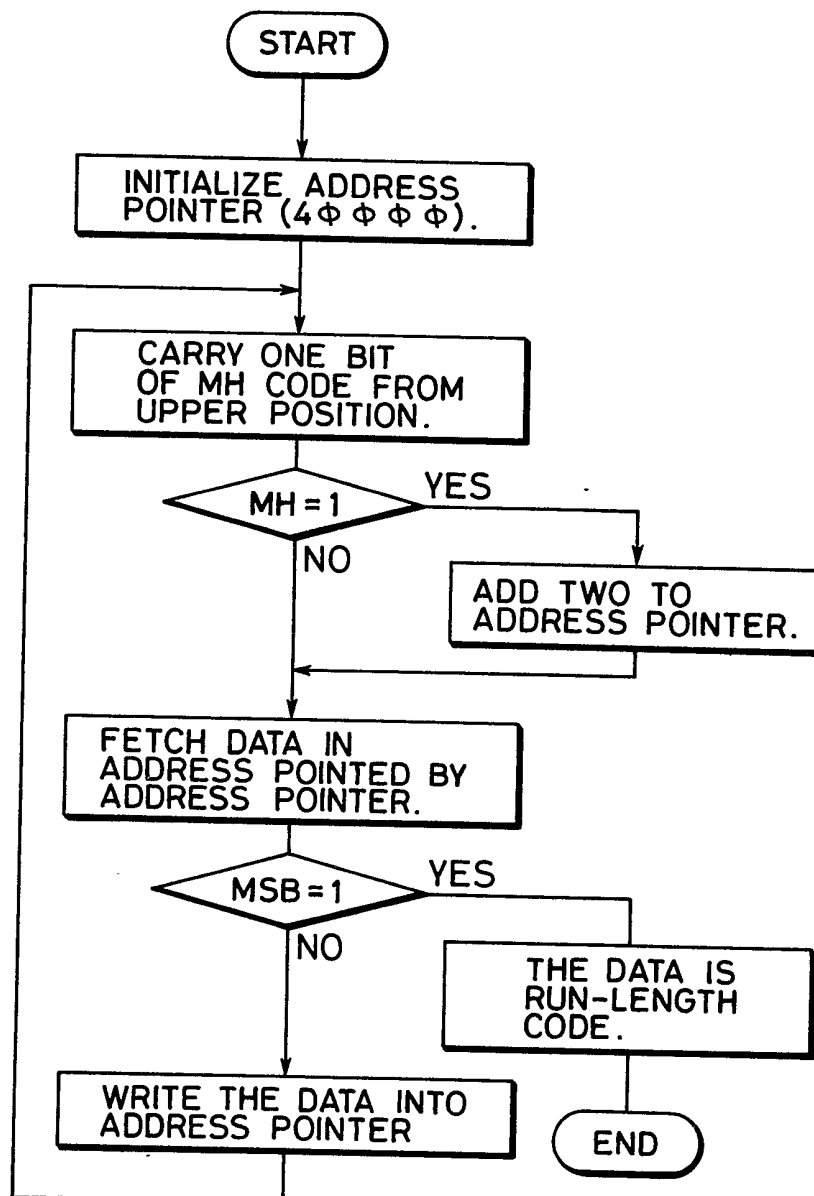 START
INITIALIZE ADDRESS
POINTER (4ΦΦΦΦ).
CARRY ONE BIT
OF MH CODE FROM
UPPER POSITION.
MH=1
YES
NO
ADD TWO TO
ADDRESS POINTER.
FETCH DATA IN
ADDRESS POINTED BY
ADDRESS POINTER.
MSB=1
YES
NO
THE DATA IS
RUN-LENGTH
CODE.
WRITE THE DATA INTO
ADDRESS POINTER
END